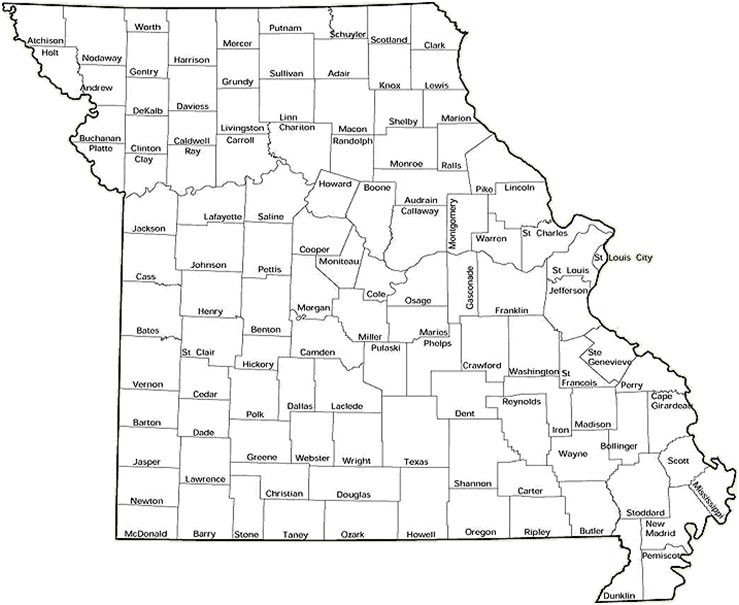 Worth
Putnam
Schuyler
Atchison
Scotland
Mercer
Clark
Holt
Nodaway
Harrison
Gentry
Sullivan
Adair
Grundy
Knox
Lewis
Andrew
DeKalb
Daviess
Linn
Shelby
Marion
Livingston
Chariton
Macon
Buchanan
Caldwell
Carroll
Randolph
Platte
Clinton
Ray
Clay
Monroe
Ralls
Howard
Boone
Pike
Lincoln
Audrain
Callaway
Lafayette
Saline
Montgomery
Jackson
Warren
St Charles
Cooper
St Louis City
Moniteau
Johnson
Pettis
Gasconade
St Louis
Cass
Jefferson
Cole
Osage
Henry
Morgan
Franklin
Bates
Benton
Miller
Maries
Phelps
St Clair
Camden
Pulaski
Hickory
Crawford
Washington
St
Francois
Ste
Genevieve
Vernon
Perry
Cedar
Dallas
Laclede
Reynolds
Cape
Girardeau
Polk
Dent
Barton
Dade
Iron
Madison
Bollinger
Wayne
Jasper
Greene
Webster
Wright
Texas
Scott
Lawrence
Shannon
Mississippi
Newton
Christian
Douglas
Carter
Stoddard
McDonald
Barry
Stone
Taney
Ozark
Howell
Oregon
Ripley
Butler
New
Madrid
Pemiscot
Dunklin